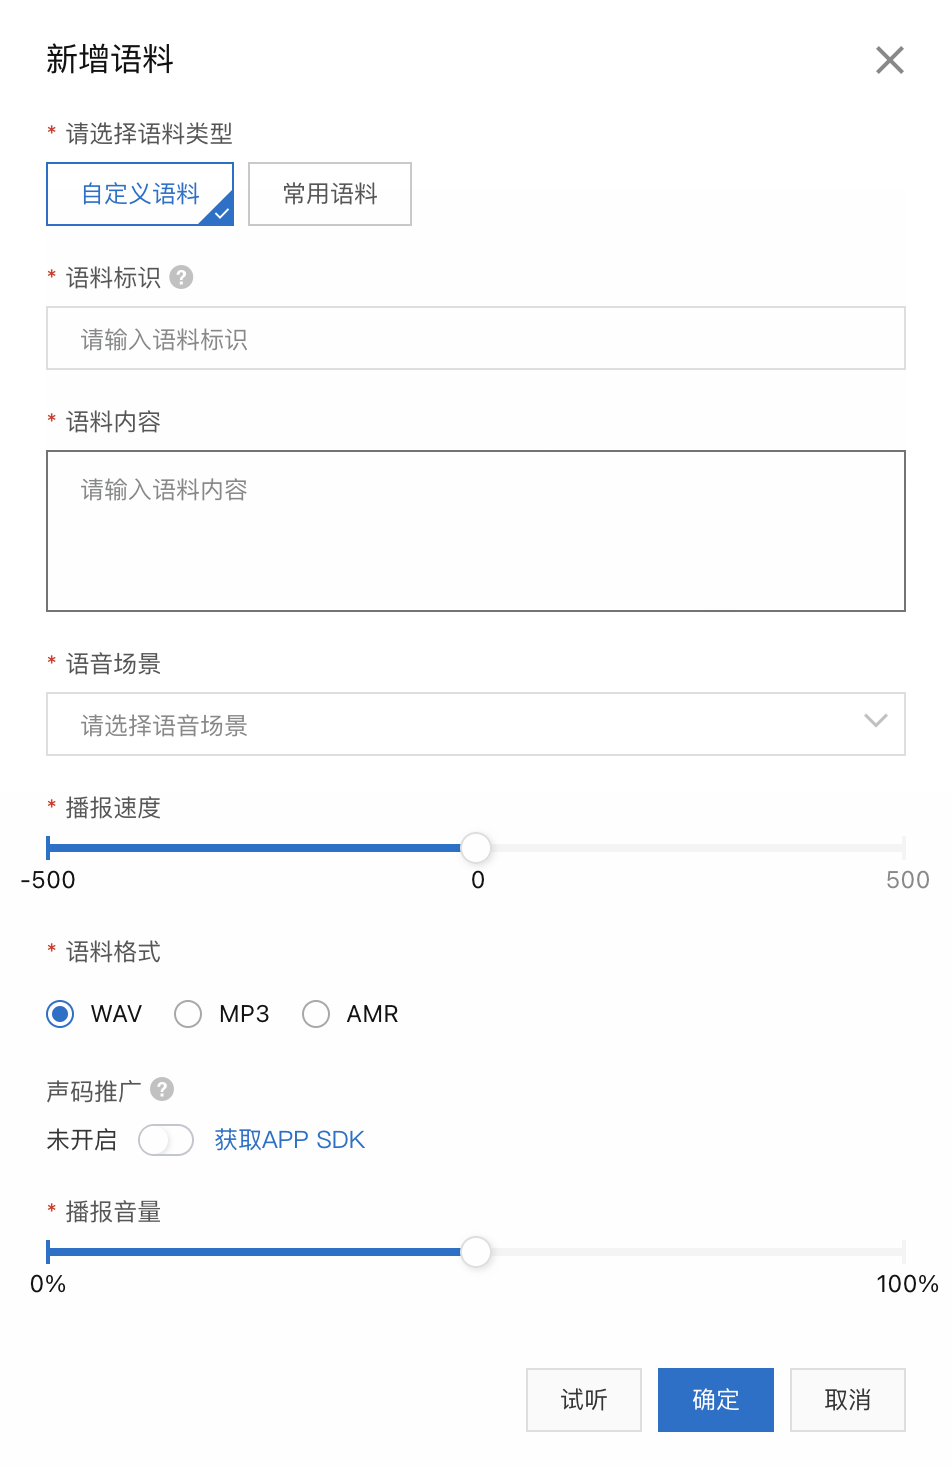 新增语料
* 请选择语料类型
自定义语料 常用语料
* 语料标识 ?
请输入语料标识
* 语料内容
请输入语料内容
* 语音场景
请选择语音场景
* 播报速度
-500 0 500
* 语料格式
WAV MP3 AMR
声码推广 ?
未开启 获取APP SDK
* 播报音量
0% 100%
试听 确定 取消